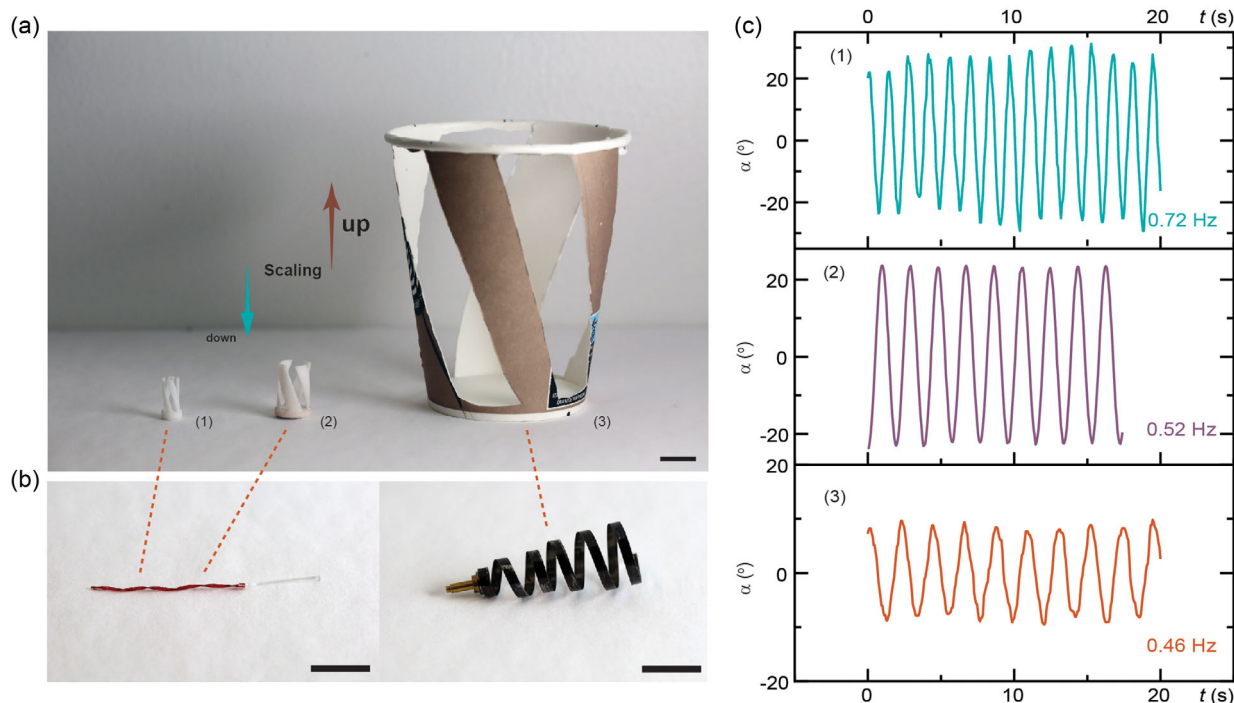 (a)
up
Scaling
down
(1)
(2)
(3)
(b)
(c)
0 10 20 t (s)
(1)
20
0
-20
α (º)
0.72 Hz
(2)
20
0
-20
α (º)
0.52 Hz
20
(3)
10
0
-10
-20
α (º)
0.46 Hz
0 10 20 t (s)